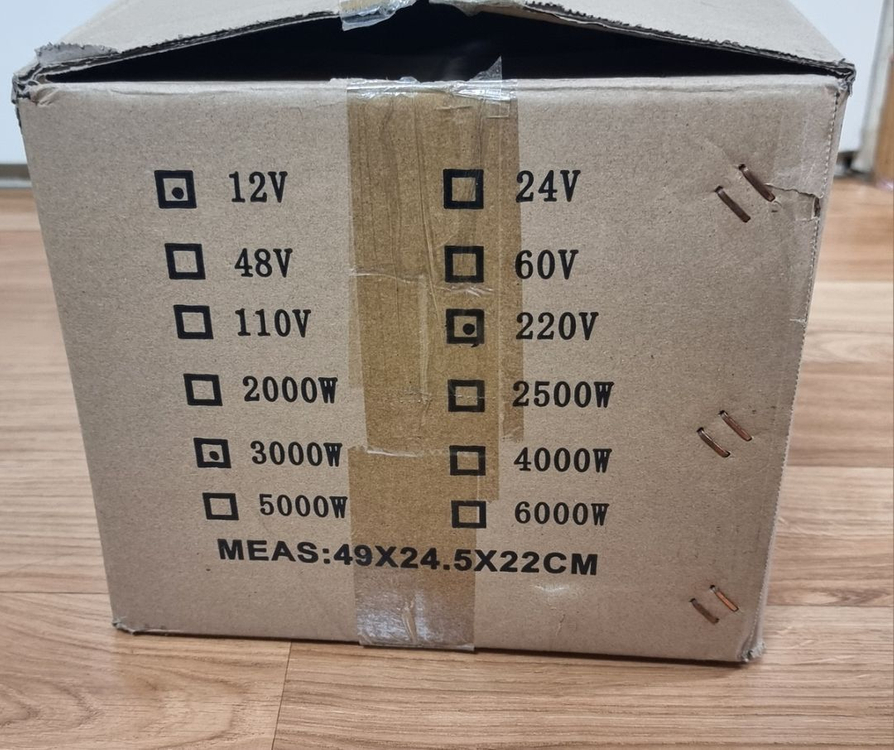 12V 24V
48V 60V
110V 220V
2000W 2500W
3000W 4000W
5000W 6000W
MEAS:49X24.5X22CM